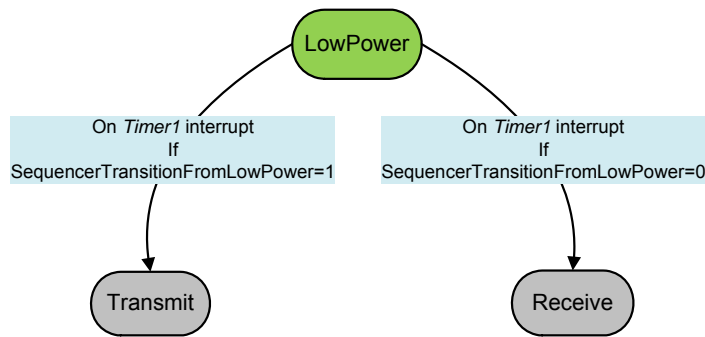 LowPower
On Timer1 interrupt
If
SequencerTransitionFromLowPower=1
On Timer1 interrupt
If
SequencerTransitionFromLowPower=0
Transmit
Receive